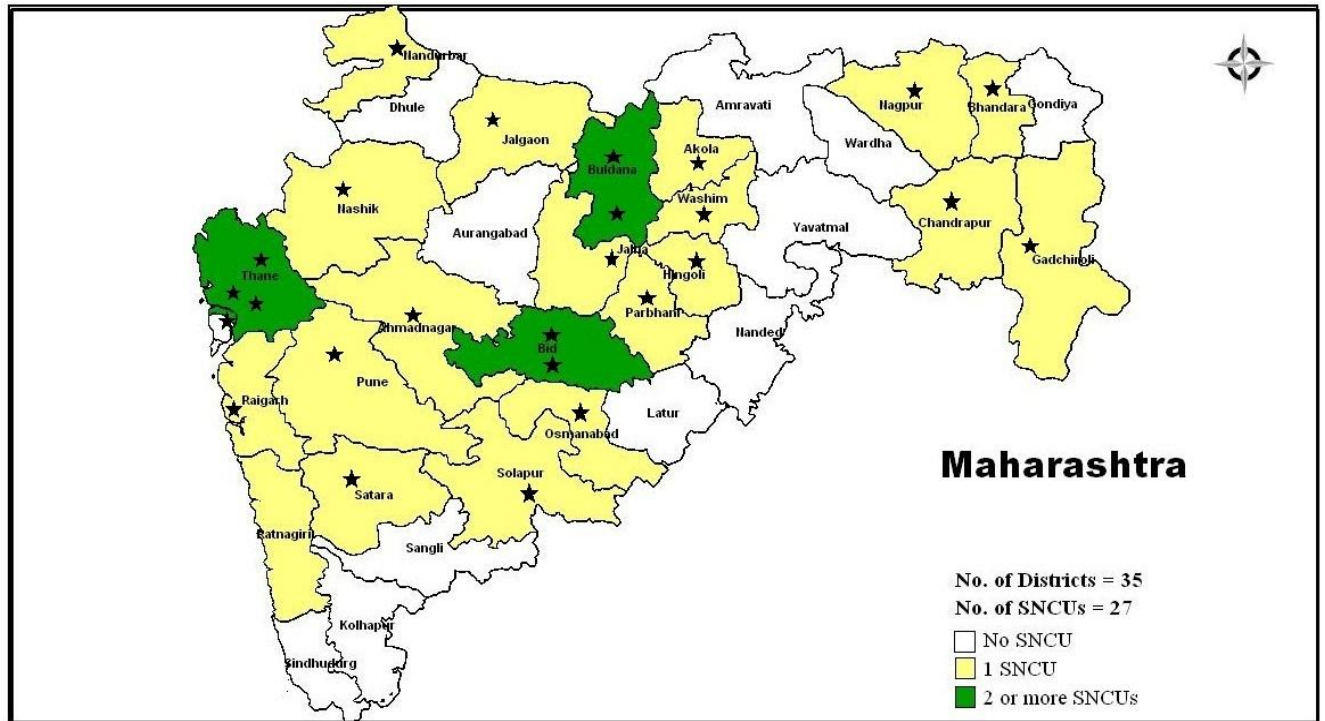 Nandurbar
Dhule
Jalgaon
Amravati
Nagpur
Bhandara
Gondiya
Buldana
Akola
Wardha
Nashik
Washim
Aurangabad
Yavatmal
Chandrapur
Jalna
Gadchiroli
Thane
Hingoli
Parbhani
Ahmadnagar
Nanded
Bid
Pune
Raigarh
Latur
Osmanabad
Solapur
Satara
Ratnagirii
Sangli
Kolhapur
Sindhudurg
Maharashtra
No. of Districts = 35
No. of SNCUs = 27
No SNCU
1 SNCU
2 or more SNCUs